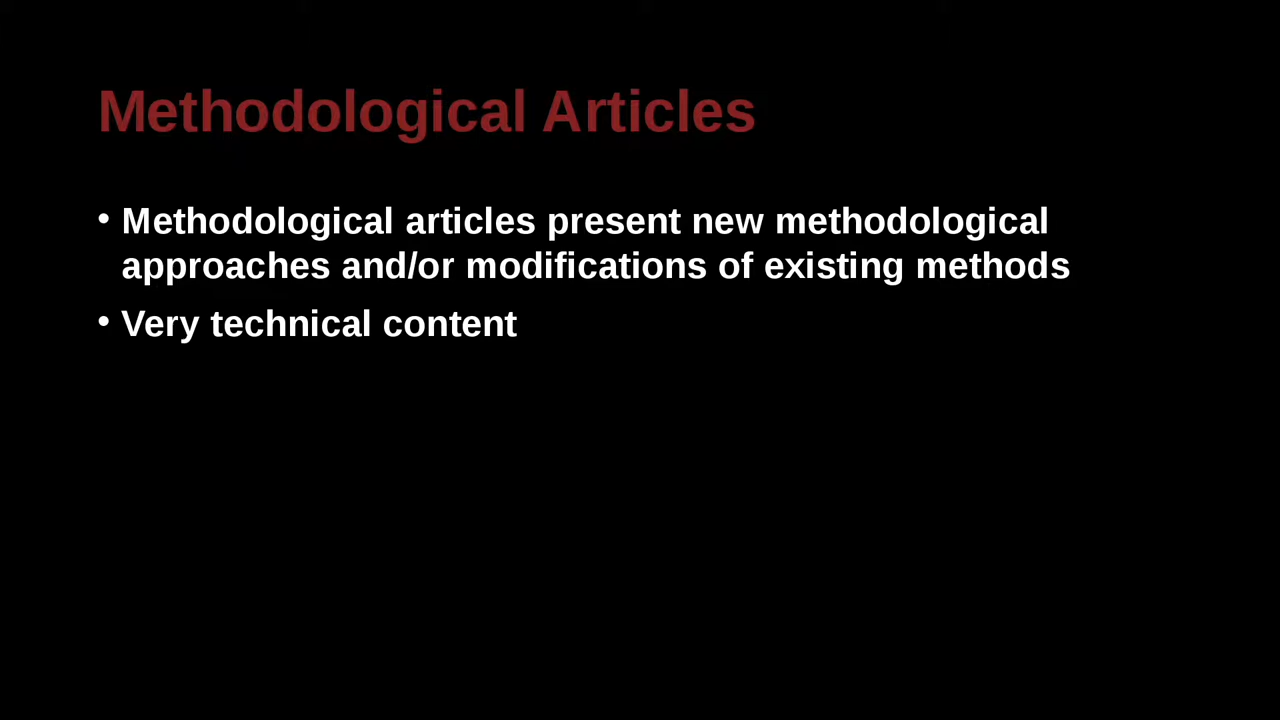 Methodological Articles
• Methodological articles present new methodological
approaches and/or modifications of existing methods
• Very technical content